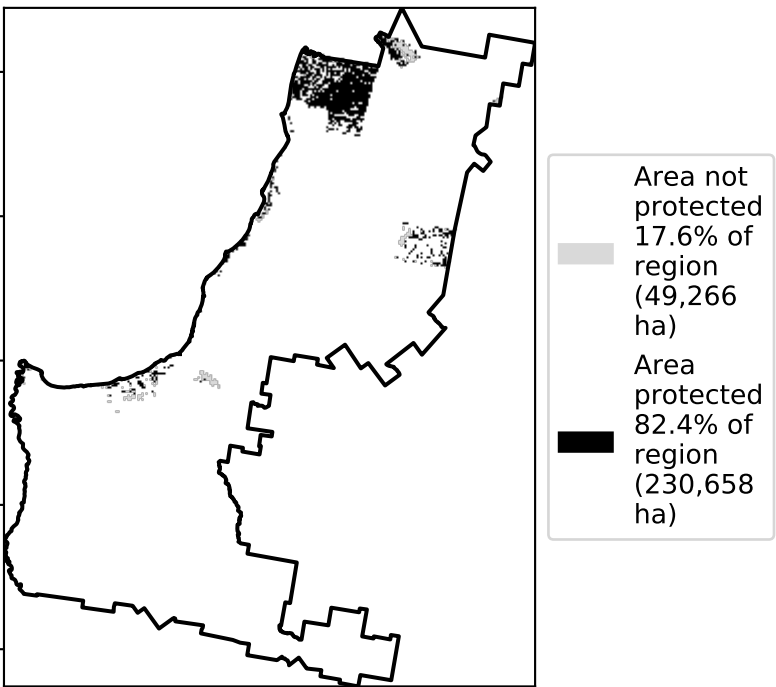 Area not
protected
17.6% of
region
(49,266
ha)
Area
protected
82.4% of
region
(230,658
ha)